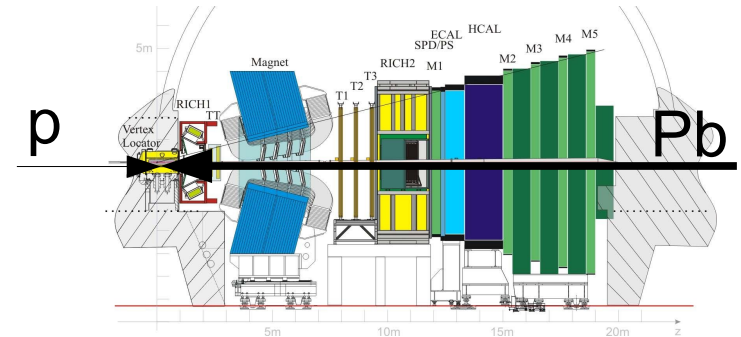 5m
HCAL
ECAL
SPD/PS
M5
M4
M3
M2
M1
Magnet
RICH2
T3
T2
T1
RICH1
TT
p
Pb
Vertex
Locator
5m
10m
15m
20m
z